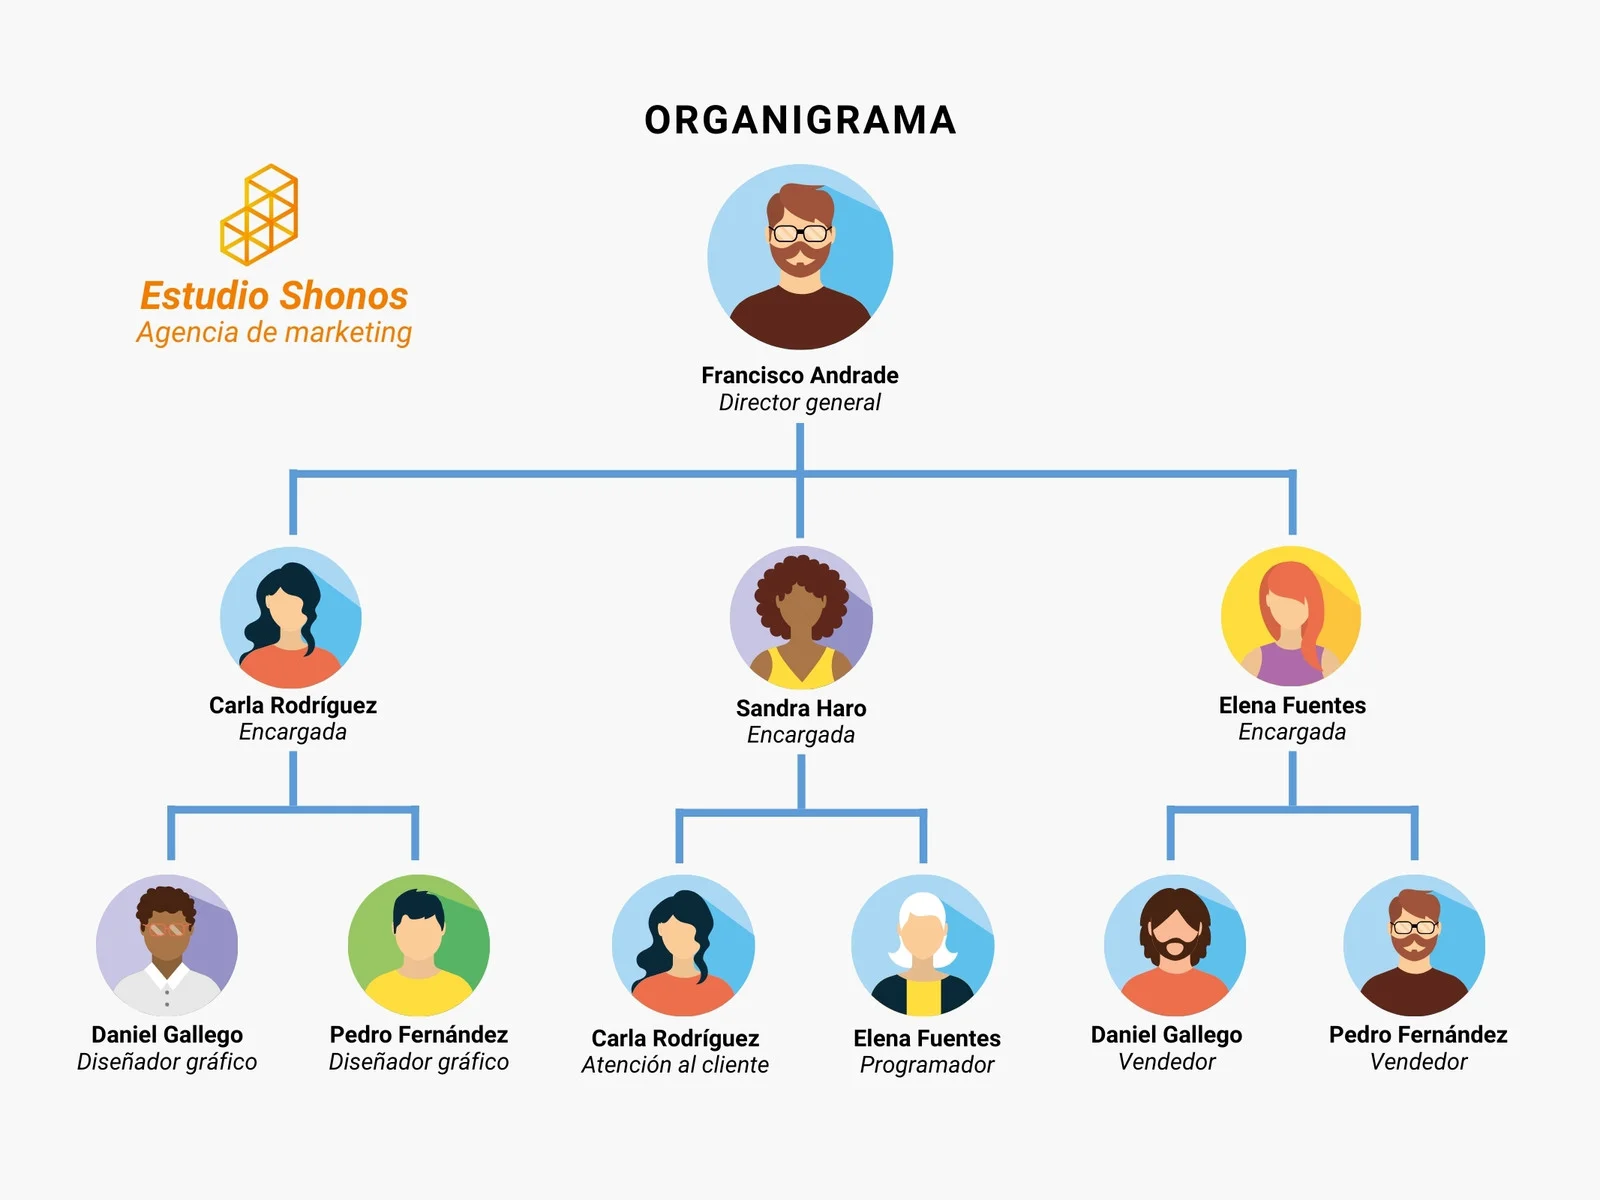 ORGANIGRAMA
Estudio Shonos
Agencia de marketing
Francisco Andrade
Director general
Carla Rodríguez
Encargada
Sandra Haro
Encargada
Elena Fuentes
Encargada
Daniel Gallego
Diseñador gráfico
Pedro Fernández
Diseñador gráfico
Carla Rodríguez
Atención al cliente
Elena Fuentes
Programador
Daniel Gallego
Vendedor
Pedro Fernández
Vendedor